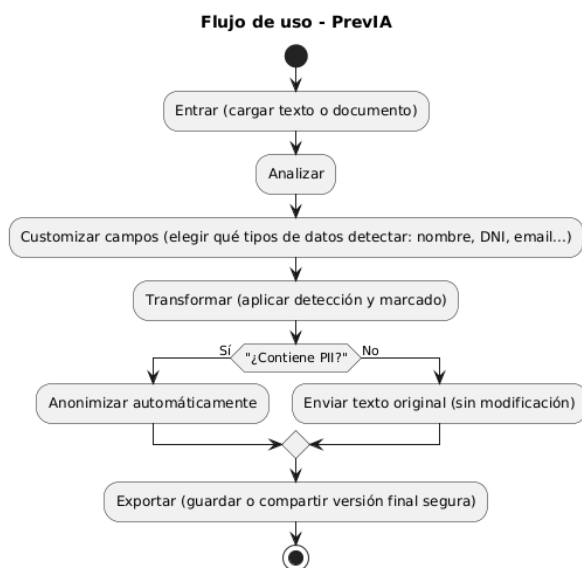 Flujo de uso - PrevIA
Entrar (cargar texto o documento)
Analizar
Customizar campos (elegir qué tipos de datos detectar: nombre, DNI, email...)
Transformar (aplicar detección y marcado)
Sí
"¿Contiene PII?"
No
Anonimizar automáticamente
Enviar texto original (sin modificación)
Exportar (guardar o compartir versión final segura)